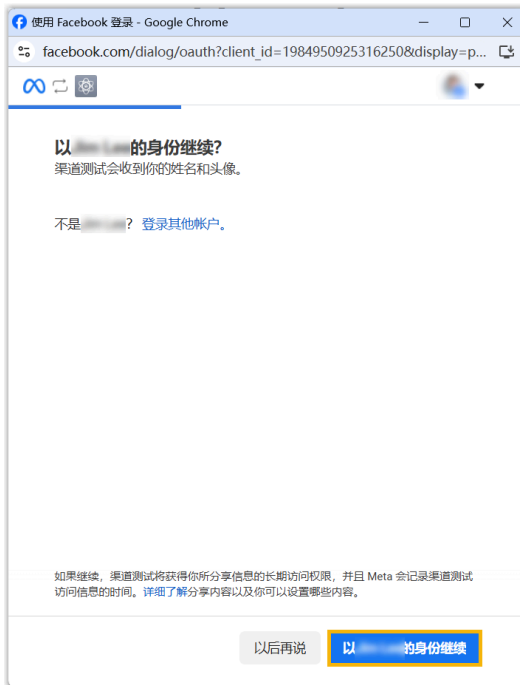 使用 Facebook 登录 - Google Chrome
facebook.com/dialog/oauth?client_id=1984950925316250&display=p...
以的身份继续?
渠道测试会收到你的姓名和头像。
不是? 登录其他帐户。
如果继续，渠道测试将获得你所分享信息的长期访问权限，并且 Meta 会记录渠道测试
访问信息的时间。详细了解分享内容以及你可以设置哪些内容。
以后再说
以的身份继续